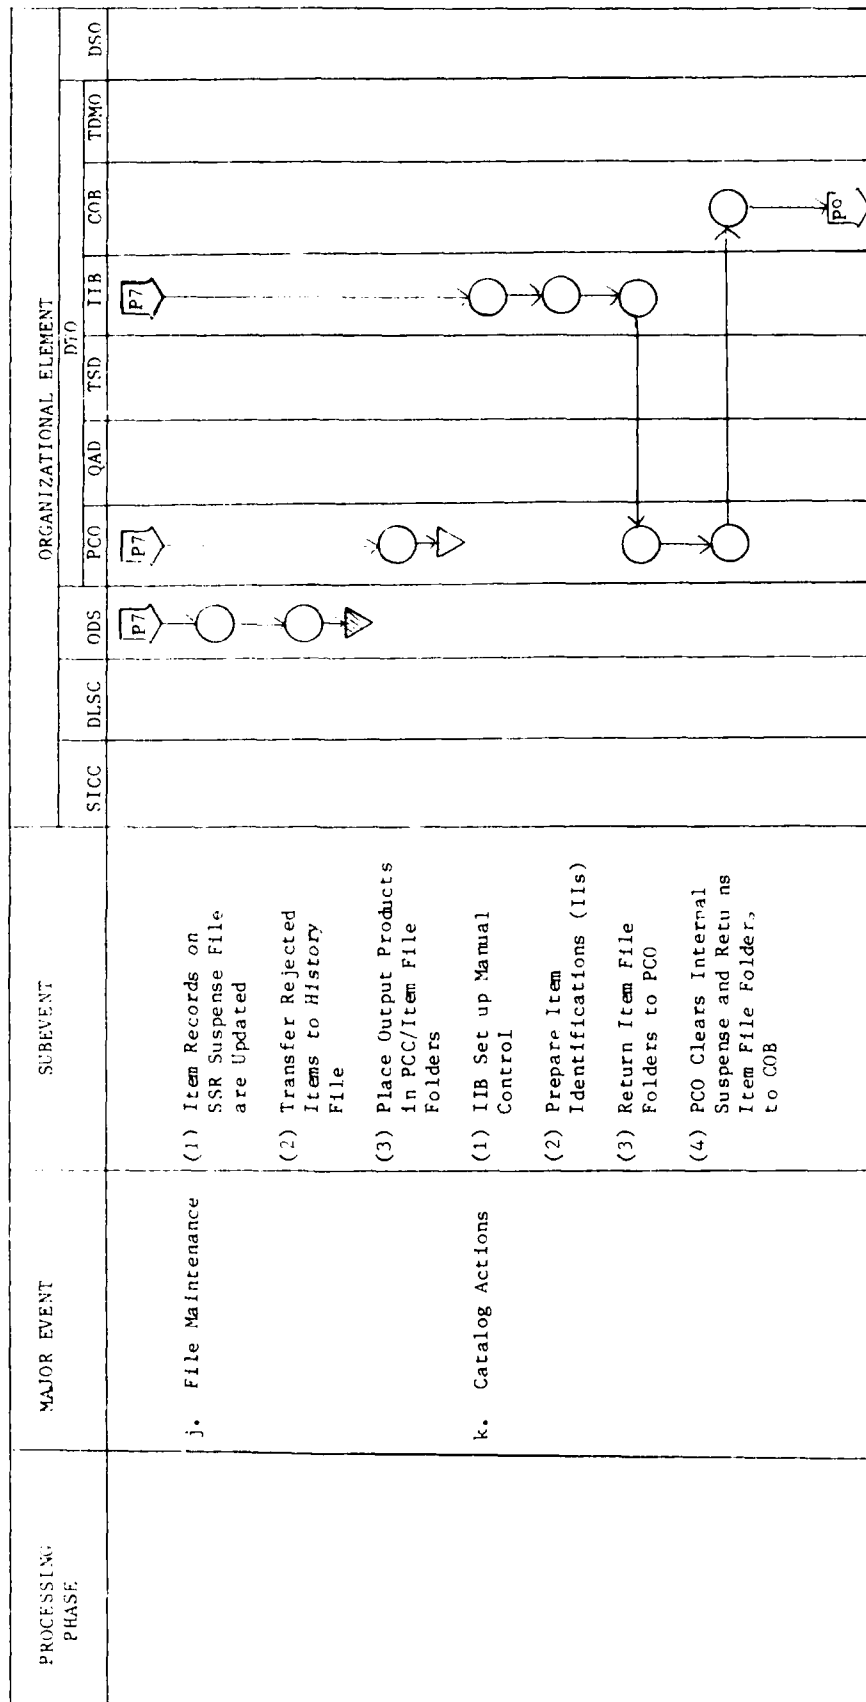 PROCESSING
PHASE
MAJOR EVENT
SUBEVENT
ORGANIZATIONAL ELEMENT
SICC
DLSC
ODS
PCO
QAD
TSD
IIB
COB
TDMO
DSO
P7
P7
P7
j. File Maintenance
(1) Item Records on
SSR Suspense File
are Updated
(2) Transfer Rejected
Items to History
File
(3) Place Output Products
in PCC/Item File
Folders
k. Catalog Actions
(1) IIB Set up Manual
Control
(2) Prepare Item
Identifications (IIs)
(3) Return Item File
Folders to PCO
(4) PCO Clears Internal
Suspense and Retu ns
Item File Folder,
to COB